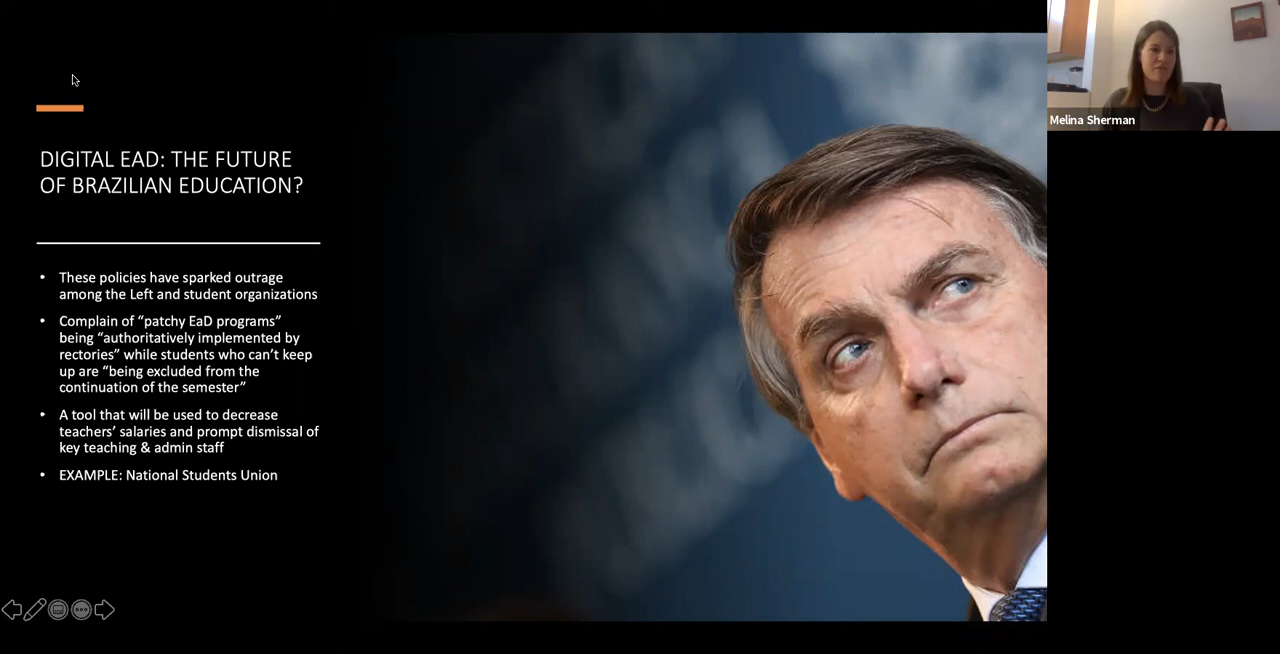 DIGITAL EAD: THE FUTURE
OF BRAZILIAN EDUCATION?
• These policies have sparked outrage
among the Left and student organizations
• Complain of “patchy EaD programs”
being “authoritatively implemented by
rectories” while students who can’t keep
up are “being excluded from the
continuation of the semester”
• A tool that will be used to decrease
teachers’ salaries and prompt dismissal of
key teaching & admin staff
• EXAMPLE: National Students Union
Melina Sherman